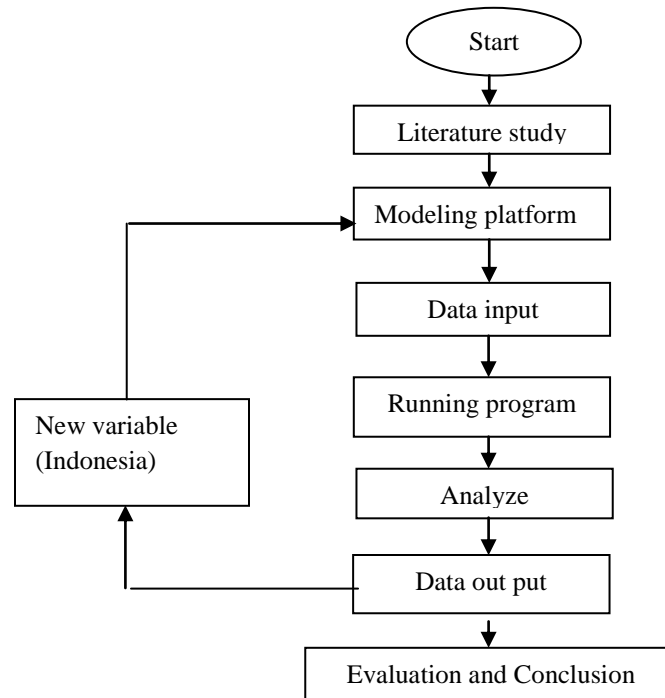 Start
Literature study
Modeling platform
Data input
Running program
New variable
(Indonesia)
Analyze
Data out put
Evaluation and Conclusion